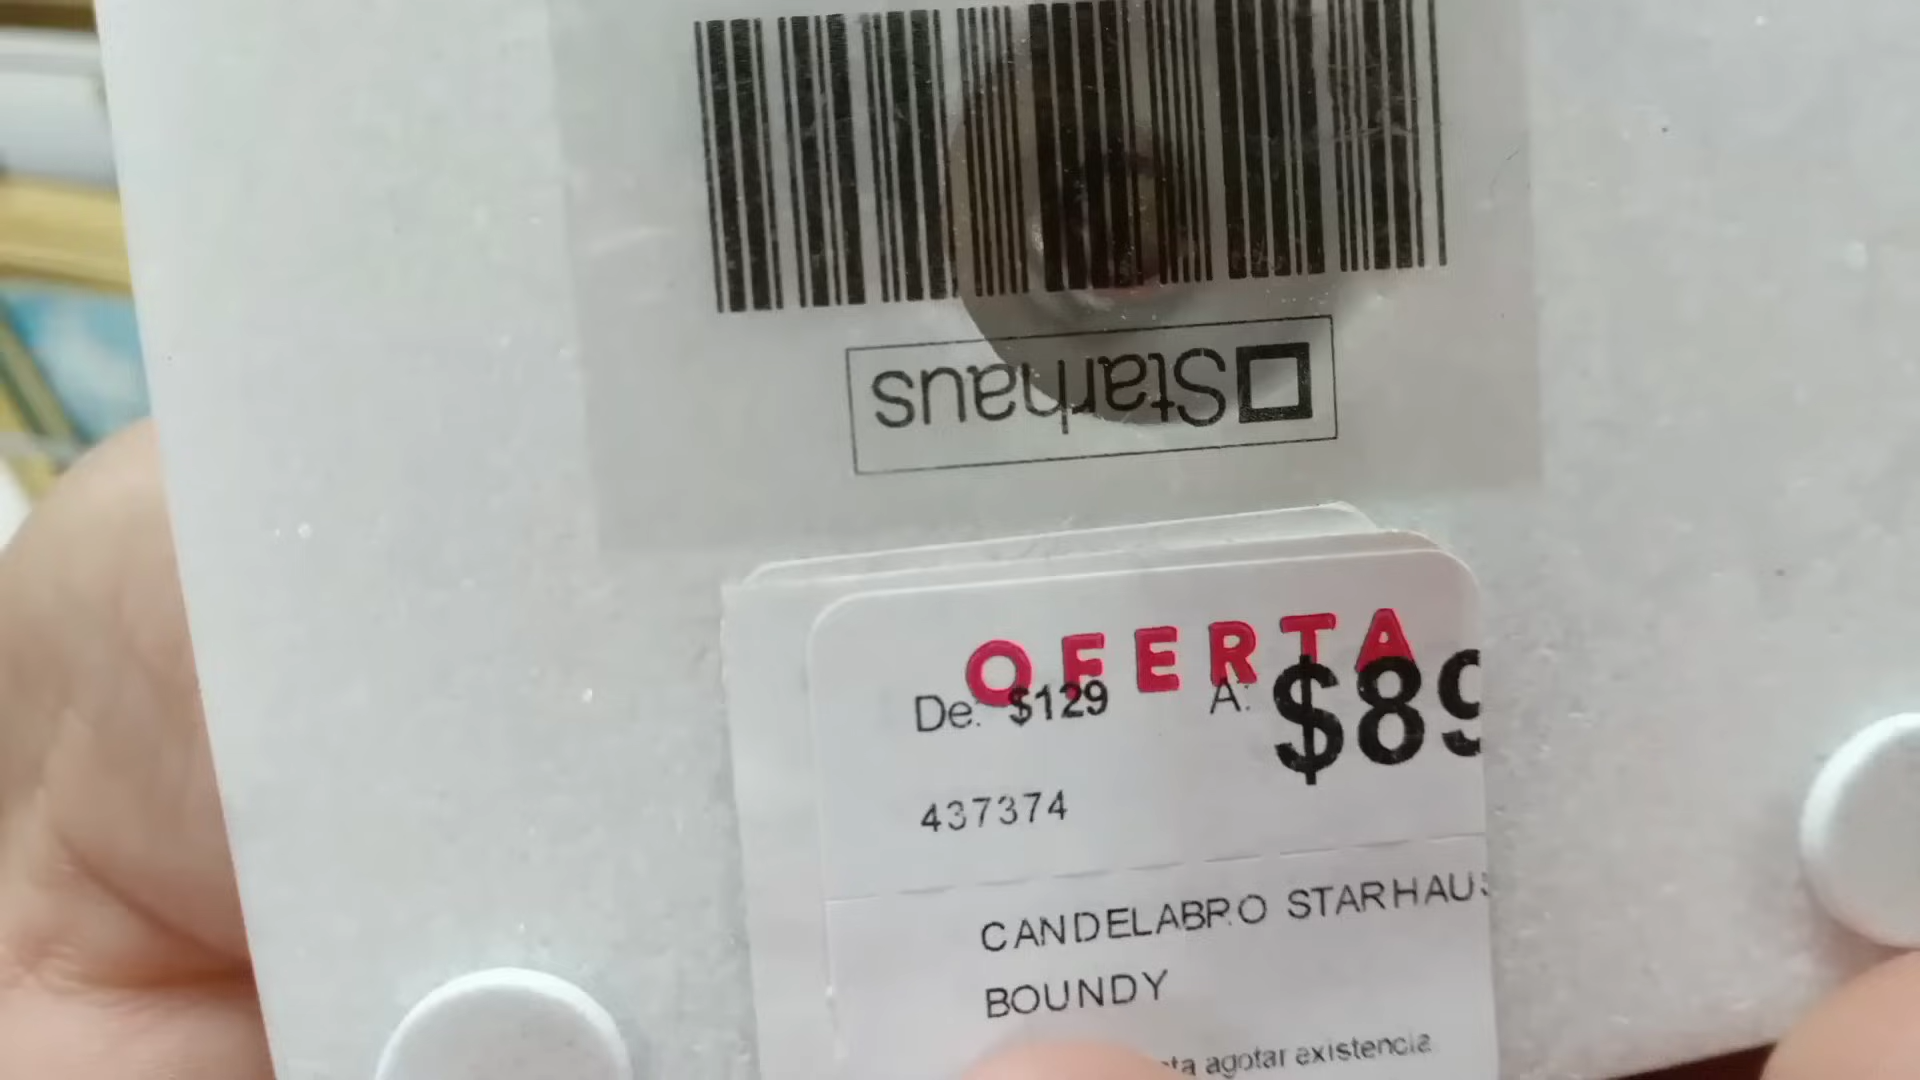 Starhaus
OFERTA
De: $129 A: $89
437374
CANDELABRO STARHAUS
BOUNDY
agotar existencia